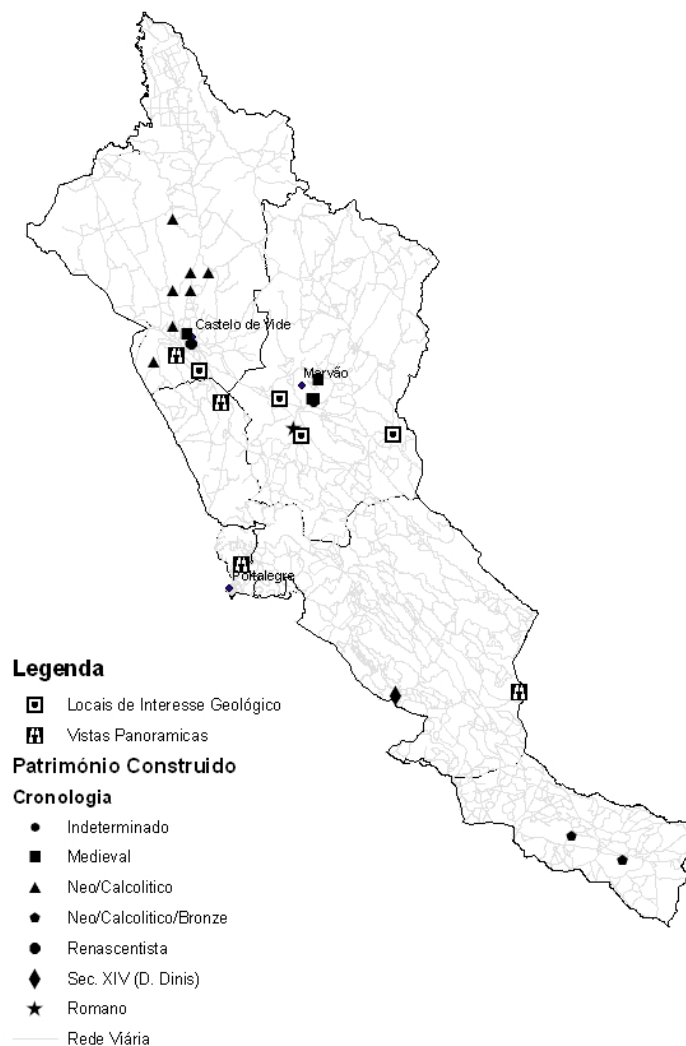 Castelo de Vide
Marvão
Portalegre
Legenda
Locais de Interesse Geológico
Vistas Panoramicas
Património Construido
Cronologia
Indeterminado
Medieval
Neo/Calcolitico
Neo/Calcolitico/Bronze
Renascentista
Sec. XIV (D. Dinis)
Romano
Rede Viária